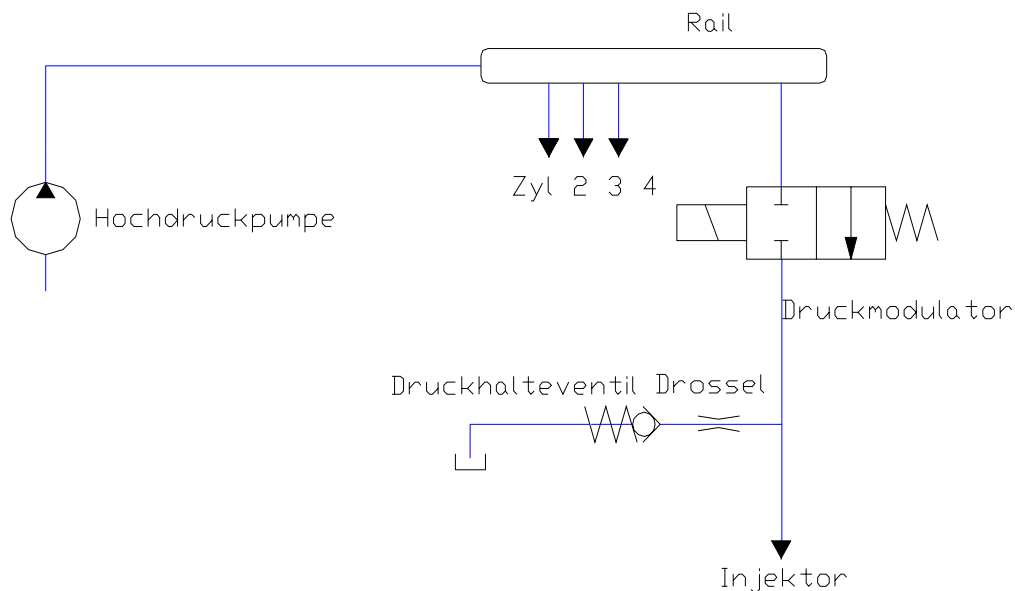 Rail
Zyl 2 3 4
Hochdruckpumpe
Druckmodulator
Druckhalteventil Drossel
Injektor